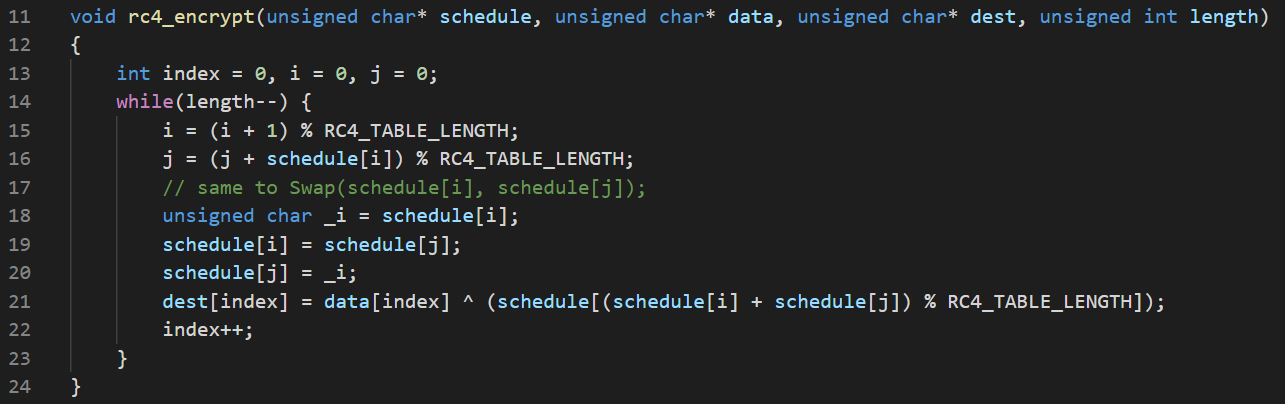 11 void rc4_encrypt(unsigned char* schedule, unsigned char* data, unsigned char* dest, unsigned int length)
12 {
13     int index = 0, i = 0, j = 0;
14     while(length--) {
15         i = (i + 1) % RC4_TABLE_LENGTH;
16         j = (j + schedule[i]) % RC4_TABLE_LENGTH;
17         // same to Swap(schedule[i], schedule[j]);
18         unsigned char _i = schedule[i];
19         schedule[i] = schedule[j];
20         schedule[j] = _i;
21         dest[index] = data[index] ^ (schedule[(schedule[i] + schedule[j]) % RC4_TABLE_LENGTH]);
22         index++;
23     }
24 }